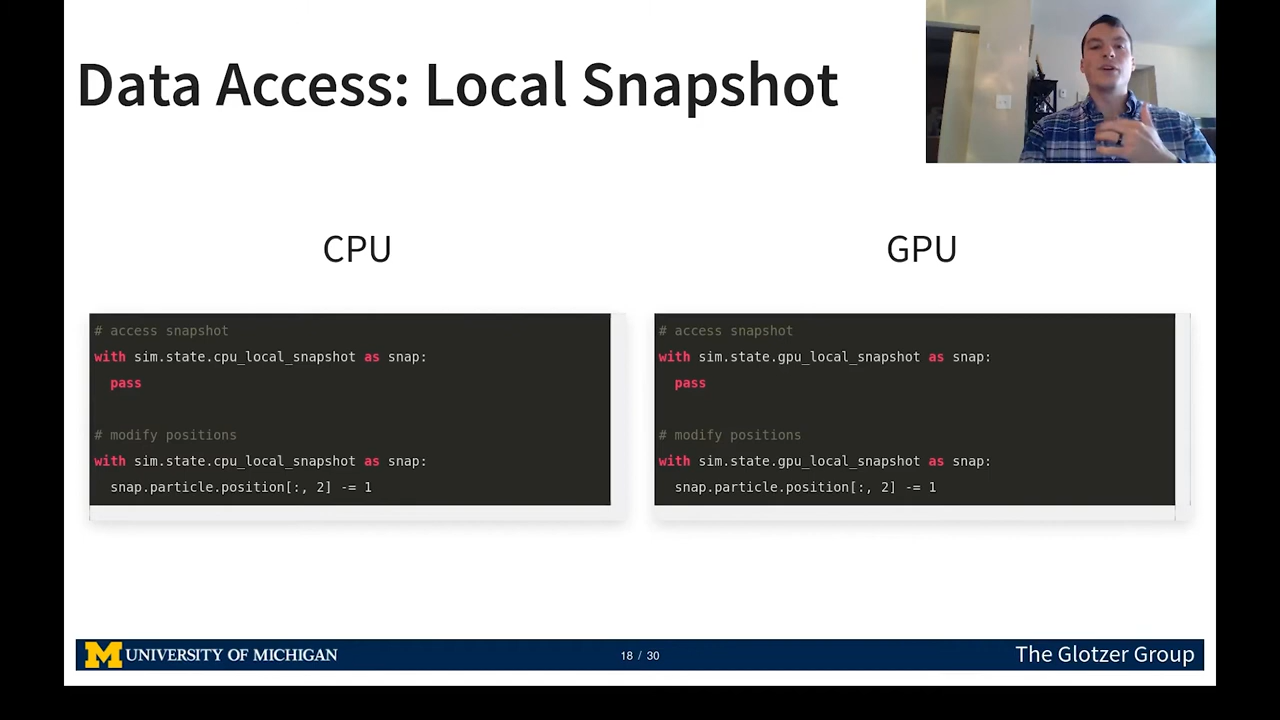 Data Access: Local Snapshot
CPU
# access snapshot
with sim.state.cpu_local_snapshot as snap:
  pass
# modify positions
with sim.state.cpu_local_snapshot as snap:
  snap.particle.position[:, 2] -= 1
GPU
# access snapshot
with sim.state.gpu_local_snapshot as snap:
  pass
# modify positions
with sim.state.gpu_local_snapshot as snap:
  snap.particle.position[:, 2] -= 1
M UNIVERSITY OF MICHIGAN
18 / 30
The Glotzer Group